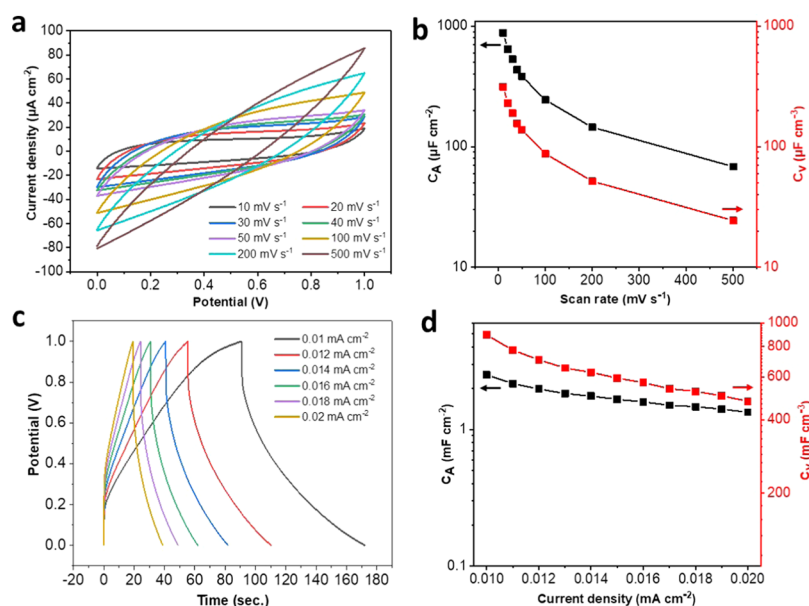 a
Current density (µA cm⁻²)
100
80
60
40
20
0
-20
-40
-60
-80
-100
10 mV s⁻¹
20 mV s⁻¹
30 mV s⁻¹
40 mV s⁻¹
50 mV s⁻¹
100 mV s⁻¹
200 mV s⁻¹
500 mV s⁻¹
0.0
0.2
0.4
0.6
0.8
1.0
Potential (V)
b
C_A (µF cm⁻²)
1000
100
10
1000
100
10
C_V (µF cm⁻³)
0
100
200
300
400
500
Scan rate (mV s⁻¹)
c
Potential (V)
1.0
0.8
0.6
0.4
0.2
0.0
0.01 mA cm⁻²
0.012 mA cm⁻²
0.014 mA cm⁻²
0.016 mA cm⁻²
0.018 mA cm⁻²
0.02 mA cm⁻²
-20
0
20
40
60
80
100
120
140
160
180
Time (sec.)
d
C_A (mF cm⁻²)
1
0.1
1000
800
600
400
200
C_V (mF cm⁻³)
0.010
0.012
0.014
0.016
0.018
0.020
Current density (mA cm⁻²)